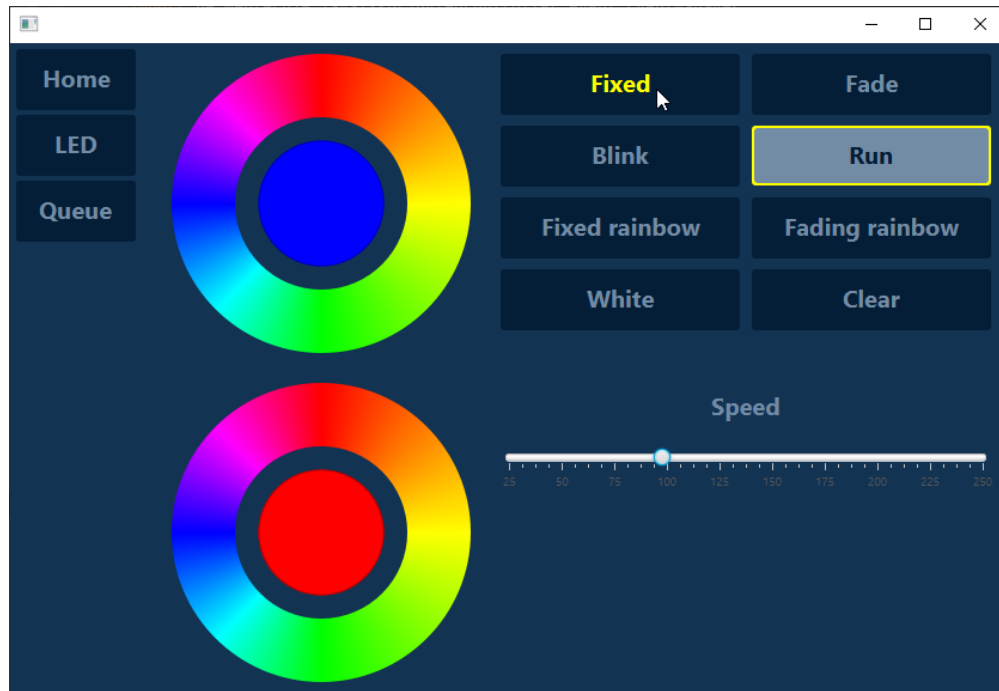 Home
LED
Queue
Fixed
Fade
Blink
Run
Fixed rainbow
Fading rainbow
White
Clear
Speed
25 50 75 100 125 150 175 200 225 250